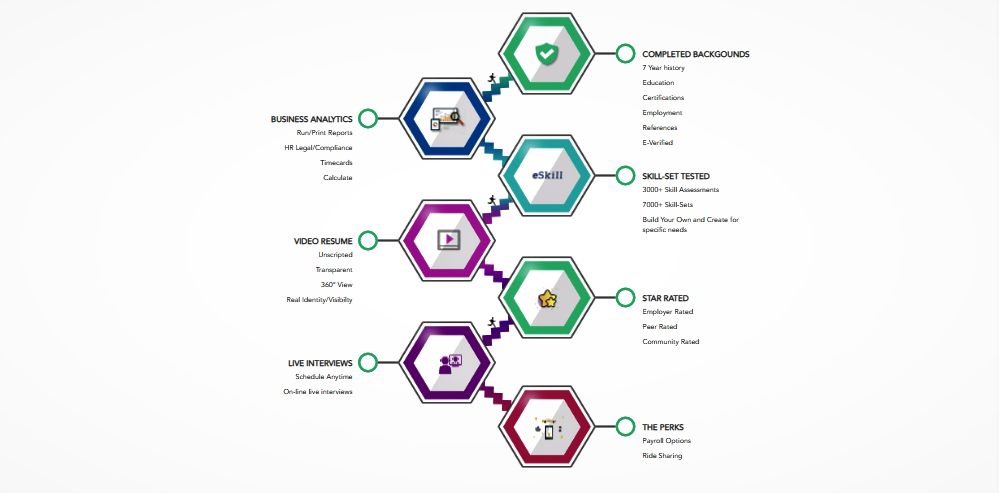 COMPLETED BACKGOUNDS
7 Year history
Education
Certifications
Employment
References
E-Verified
BUSINESS ANALYTICS
Run/Print Reports
HR Legal/Compliance
Timecards
Calculate
eSkill
SKILL-SET TESTED
3000+ Skill Assessments
7000+ Skill-Sets
Build Your Own and Create for
specific needs
VIDEO RESUME
Unscripted
Transparent
360° View
Real Identity/Visibilty
STAR RATED
Employer Rated
Peer Rated
Community Rated
LIVE INTERVIEWS
Schedule Anytime
On-line live interviews
THE PERKS
Payroll Options
Ride Sharing